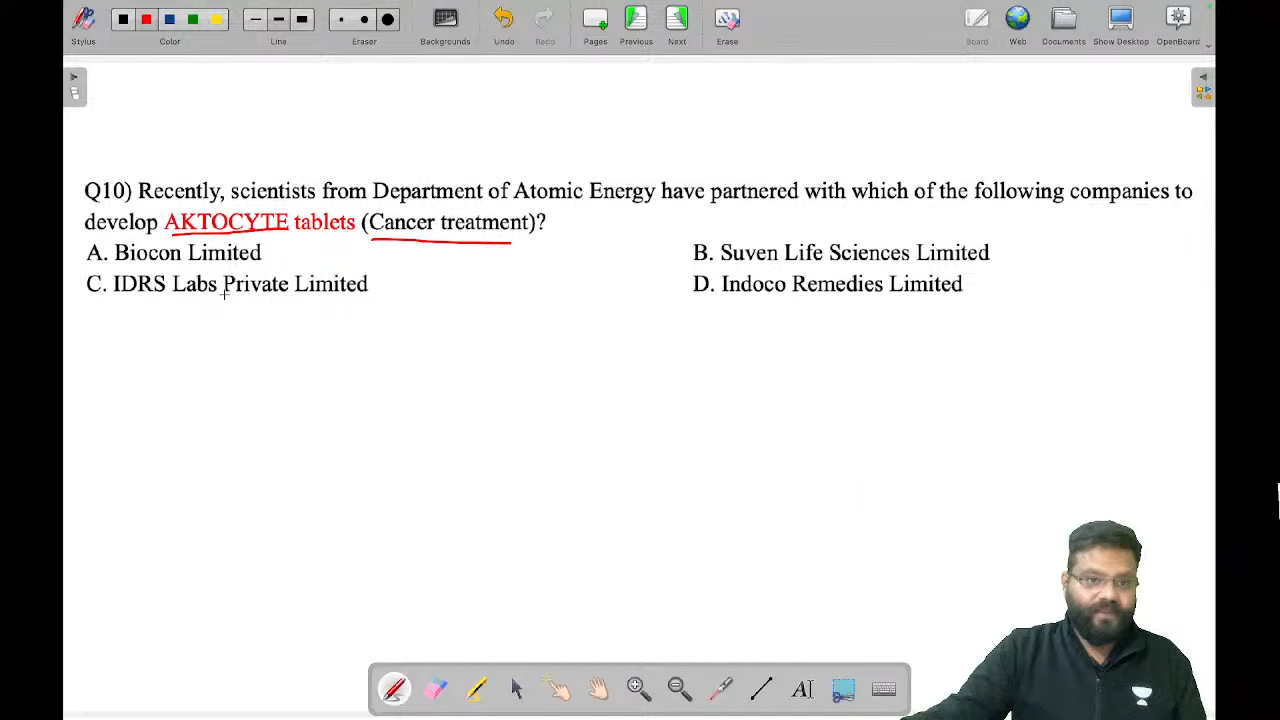 Stylus Color Line Eraser Backgrounds Undo Redo Pages Previous Next Erase Board Web Documents Show Desktop OpenBoard
Q10) Recently, scientists from Department of Atomic Energy have partnered with which of the following companies to
develop AKTOCYTE tablets (Cancer treatment)?
A. Biocon Limited B. Suven Life Sciences Limited
C. IDRS Labs Private Limited D. Indoco Remedies Limited